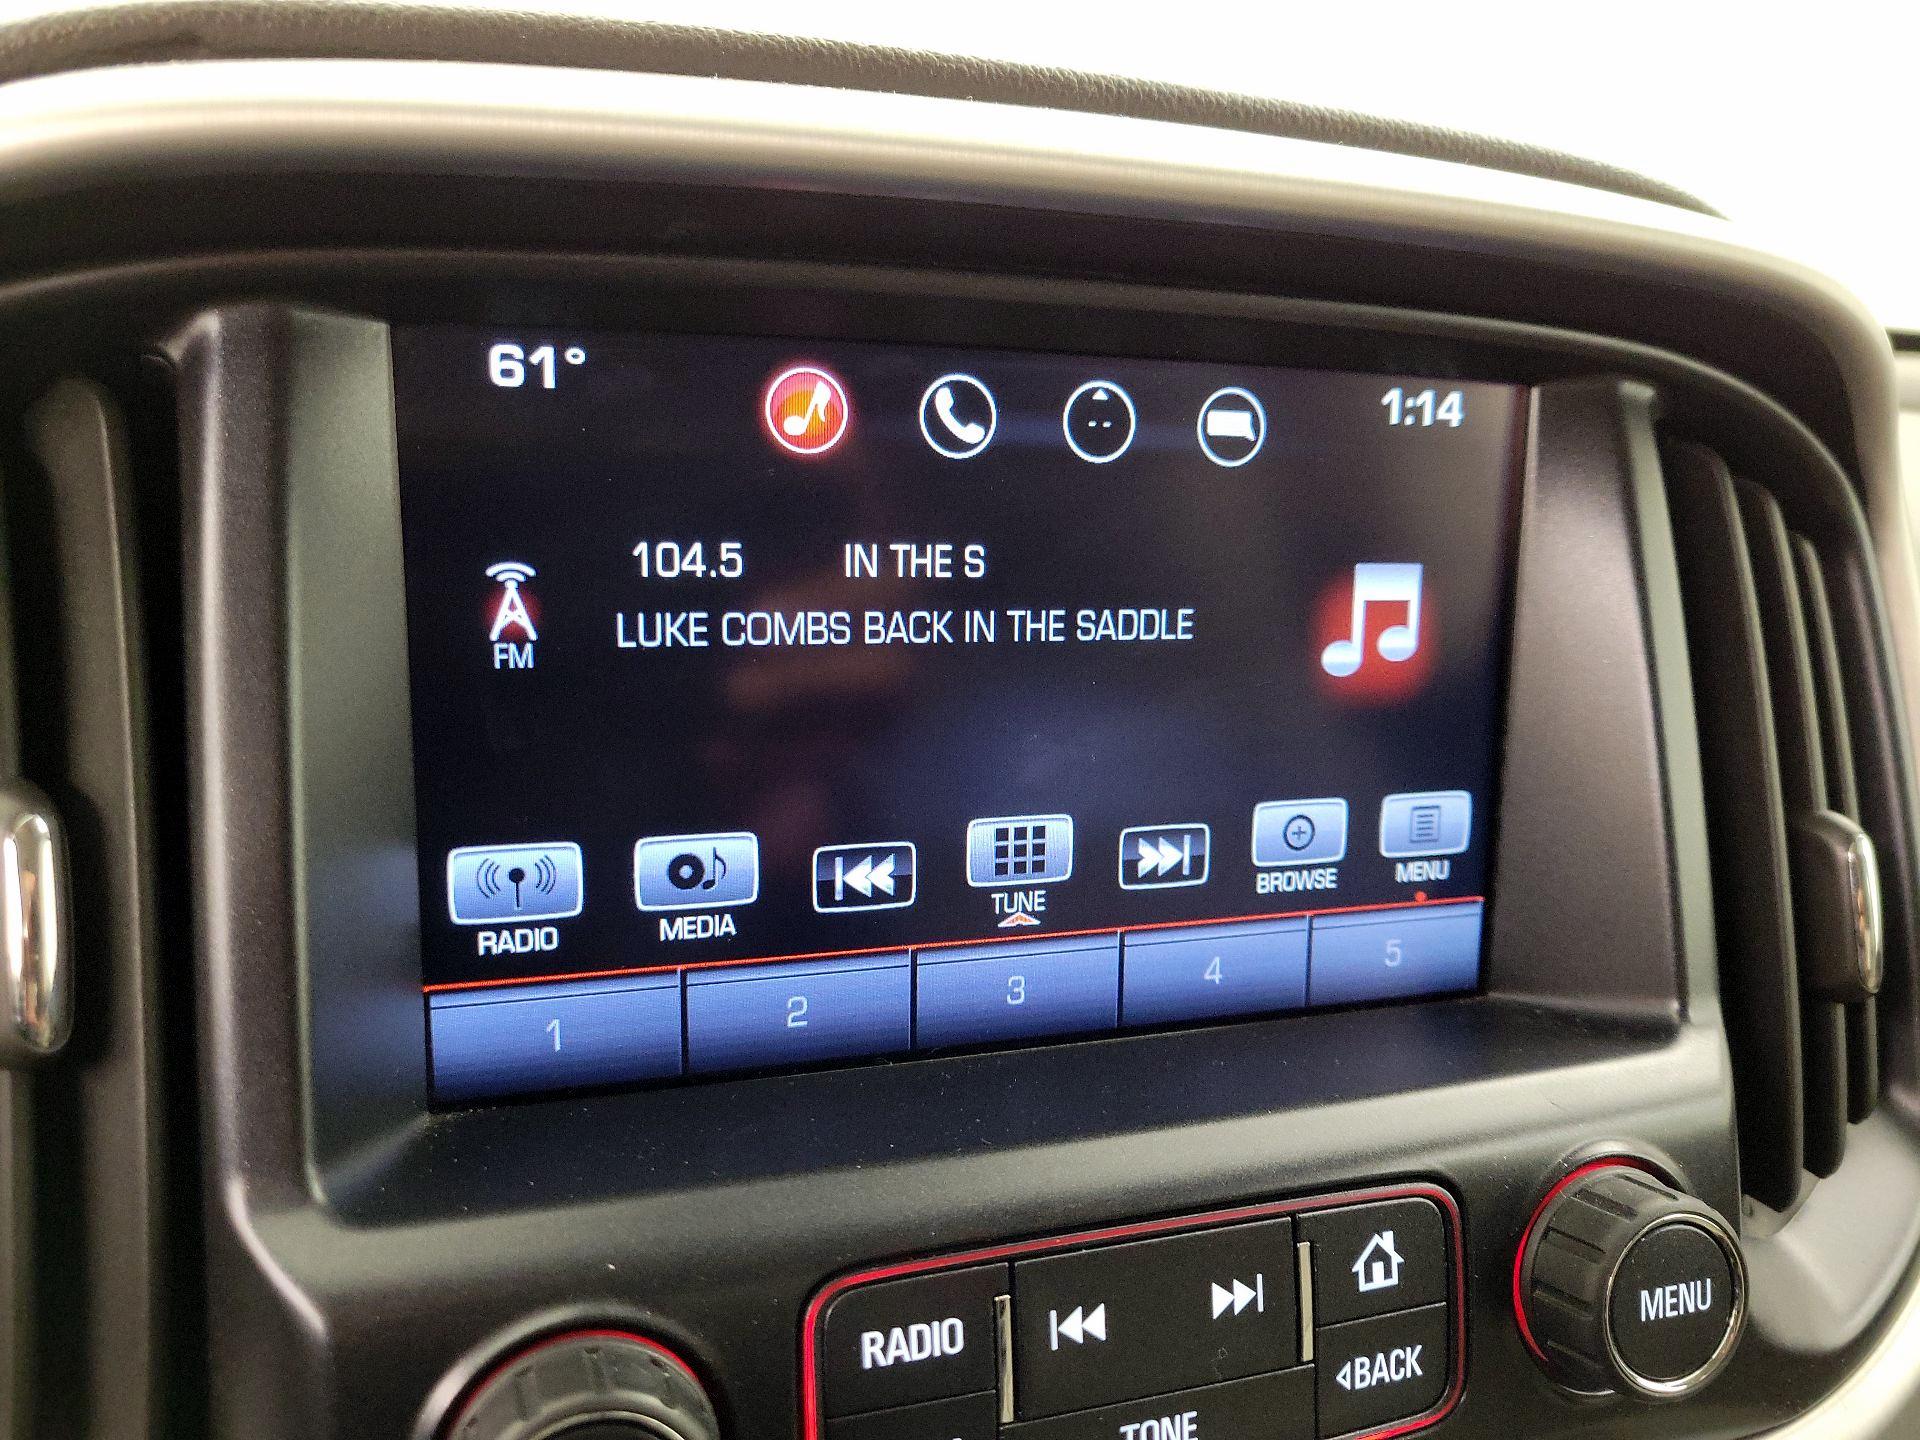 61°
1:14
104.5 IN THE S
LUKE COMBS BACK IN THE SADDLE
FM
RADIO
MEDIA
TUNE
BROWSE
MENU
1 2 3 4 5
RADIO
BACK
MENU
TONE